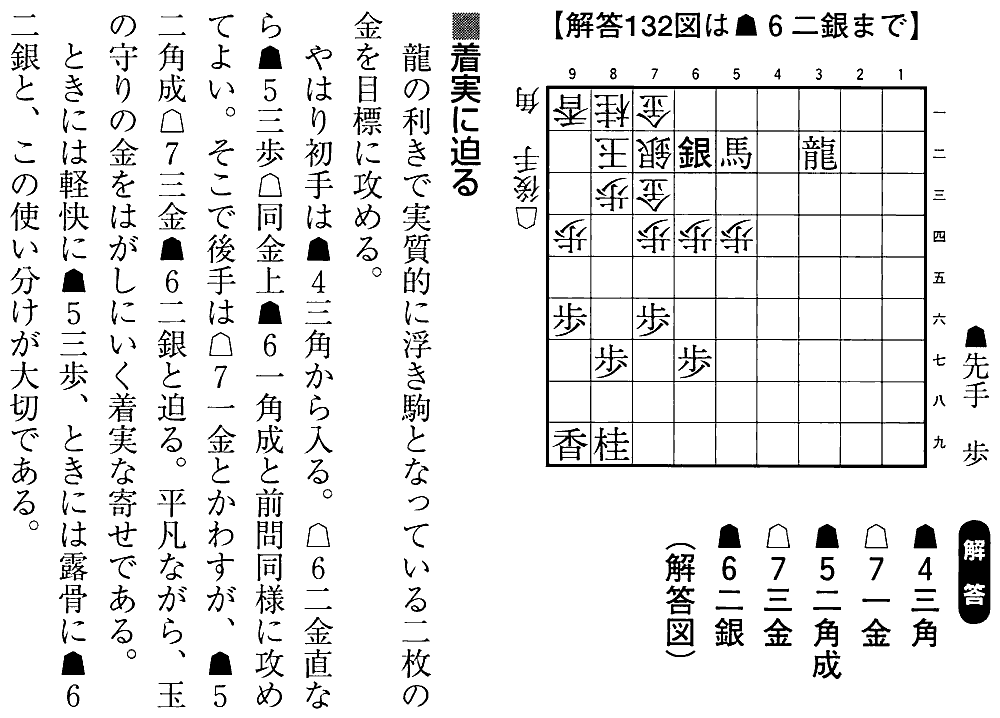 【解答132図は☗6二銀まで】
9 8 7 6 5 4 3 2 1
香桂金
王銀銀馬龍
歩金
歩歩歩歩
歩歩
歩歩
香桂
一
二
三
四
五
六
七
八
九
☖後手 角
☗先手 歩
解答
☗4三角
☖7一金
☗5二角成
☖7三金
☗6二銀
(解答図)
■着実に迫る
龍の利きで実質的に浮き駒となっている二枚の
金を目標に攻める。
やはり初手は☗4三角から入る。☖6二金直な
ら☗5三歩☖同金上☗6一角成と前問同様に攻め
てよい。そこで後手は☖7一金とかわすが、☗5
二角成☖7三金☗6二銀と迫る。平凡ながら、玉
の守りの金をはがしにいく着実な寄せである。
ときには軽快に☗5三歩、ときには露骨に☗6
二銀と、この使い分けが大切である。